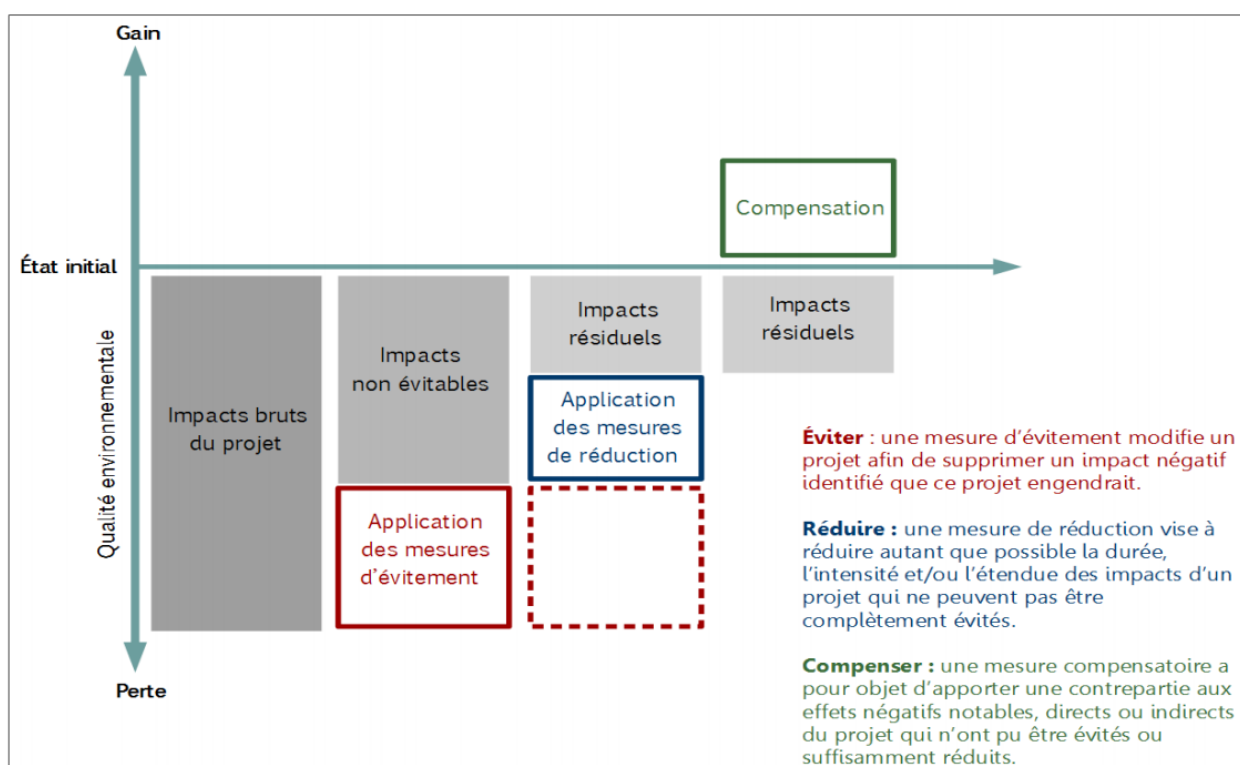 Gain
Compensation
État initial
Impacts bruts
du projet
Impacts
non évitables
Impacts
résiduels
Impacts
résiduels
Application
des mesures
d'évitement
Application
des mesures
de réduction
Qualité environnementale
Perte
Éviter : une mesure d'évitement modifie un
projet afin de supprimer un impact négatif
identifié que ce projet engendrait.
Réduire : une mesure de réduction vise à
réduire autant que possible la durée,
l'intensité et/ou l'étendue des impacts d'un
projet qui ne peuvent pas être
complètement évités.
Compenser : une mesure compensatoire a
pour objet d'apporter une contrepartie aux
effets négatifs notables, directs ou indirects
du projet qui n'ont pu être évités ou
suffisamment réduits.